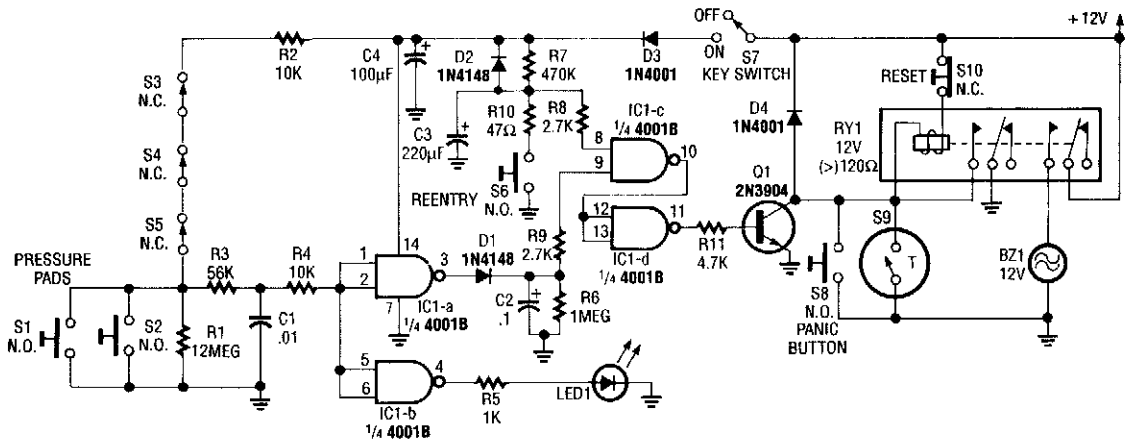 OFF
ON
S7
KEY SWITCH
+12V
R2
10K
C4
100µF
+
D2
1N4148
R7
470K
D3
1N4001
S10
N.C.
RESET
S3
N.C.
S4
N.C.
S5
N.C.
C3
220µF
+
R10
47Ω
R8
2.7K
IC1-c
1/4 4001B
8
9
10
D4
1N4001
RY1
12V
(>)120Ω
S6
N.O.
REENTRY
Q1
2N3904
12
13
11
IC1-d
1/4 4001B
R11
4.7K
R9
2.7K
S9
T
S8
N.O.
PANIC
BUTTON
BZ1
12V
PRESSURE
PADS
R3
56K
R4
10K
1
2
14
3
7
IC1-a
1/4 4001B
D1
1N4148
C2
.1
+
R6
1MEG
S1
N.O.
S2
N.O.
R1
12MEG
C1
.01
5
6
4
IC1-b
1/4 4001B
R5
1K
LED1